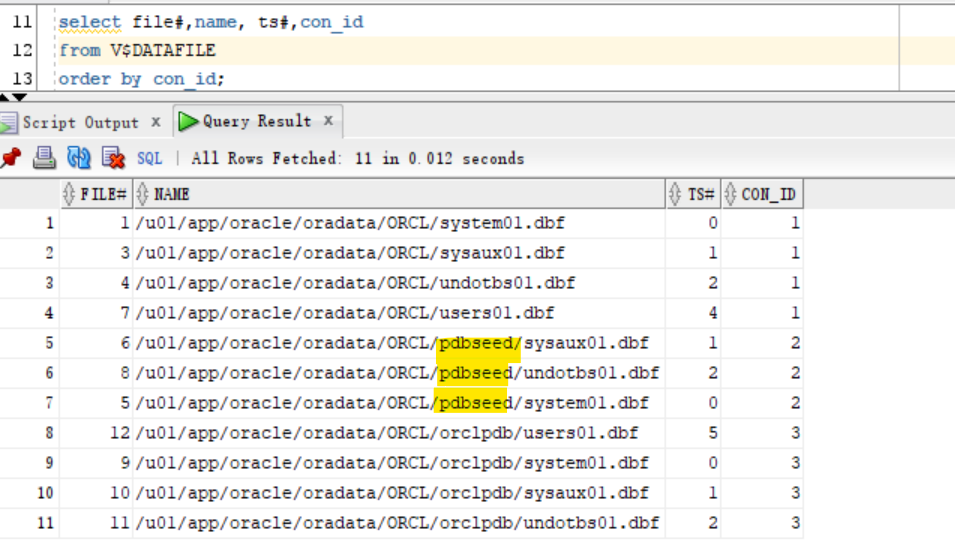 11 select file#,name, ts#,con_id
12 from V$DATAFILE
13 order by con_id;
Script Output x Query Result x
SQL | All Rows Fetched: 11 in 0.012 seconds
FILE# NAME TS# CON_ID
1 1 /u01/app/oracle/oradata/ORCL/system01.dbf 0 1
2 3 /u01/app/oracle/oradata/ORCL/sysaux01.dbf 1 1
3 4 /u01/app/oracle/oradata/ORCL/undotbs01.dbf 2 1
4 7 /u01/app/oracle/oradata/ORCL/users01.dbf 4 1
5 6 /u01/app/oracle/oradata/ORCL/pdbseed/sysaux01.dbf 1 2
6 8 /u01/app/oracle/oradata/ORCL/pdbseed/undotbs01.dbf 2 2
7 5 /u01/app/oracle/oradata/ORCL/pdbseed/system01.dbf 0 2
8 12 /u01/app/oracle/oradata/ORCL/orclpdb/users01.dbf 5 3
9 9 /u01/app/oracle/oradata/ORCL/orclpdb/system01.dbf 0 3
10 10 /u01/app/oracle/oradata/ORCL/orclpdb/sysaux01.dbf 1 3
11 11 /u01/app/oracle/oradata/ORCL/orclpdb/undotbs01.dbf 2 3